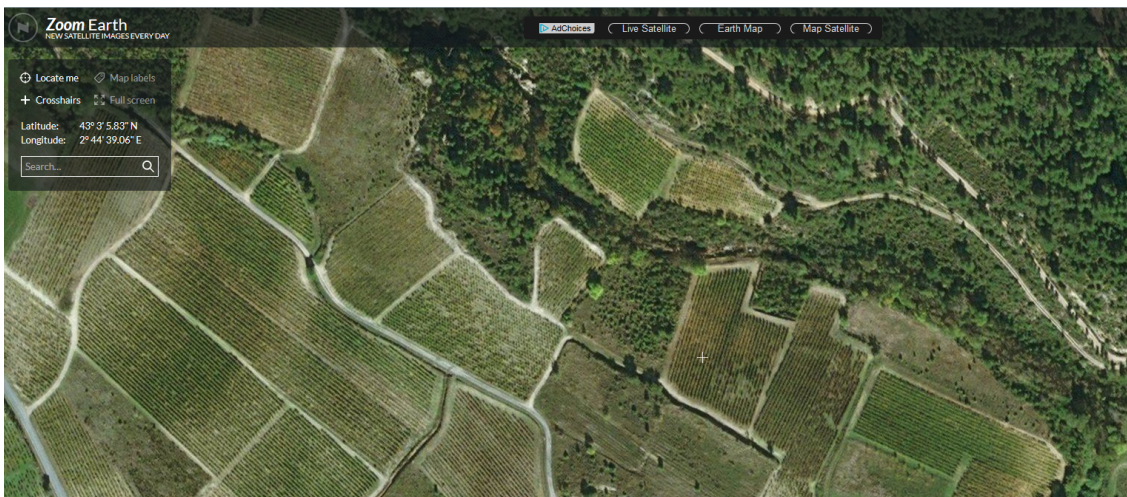 Zoom Earth
NEW SATELLITE IMAGES EVERY DAY
AdChoices
Live Satellite
Earth Map
Map Satellite
Locate me
Map labels
Crosshairs
Full screen
Latitude: 43° 3' 5.83" N
Longitude: 2° 44' 39.06" E
Search...